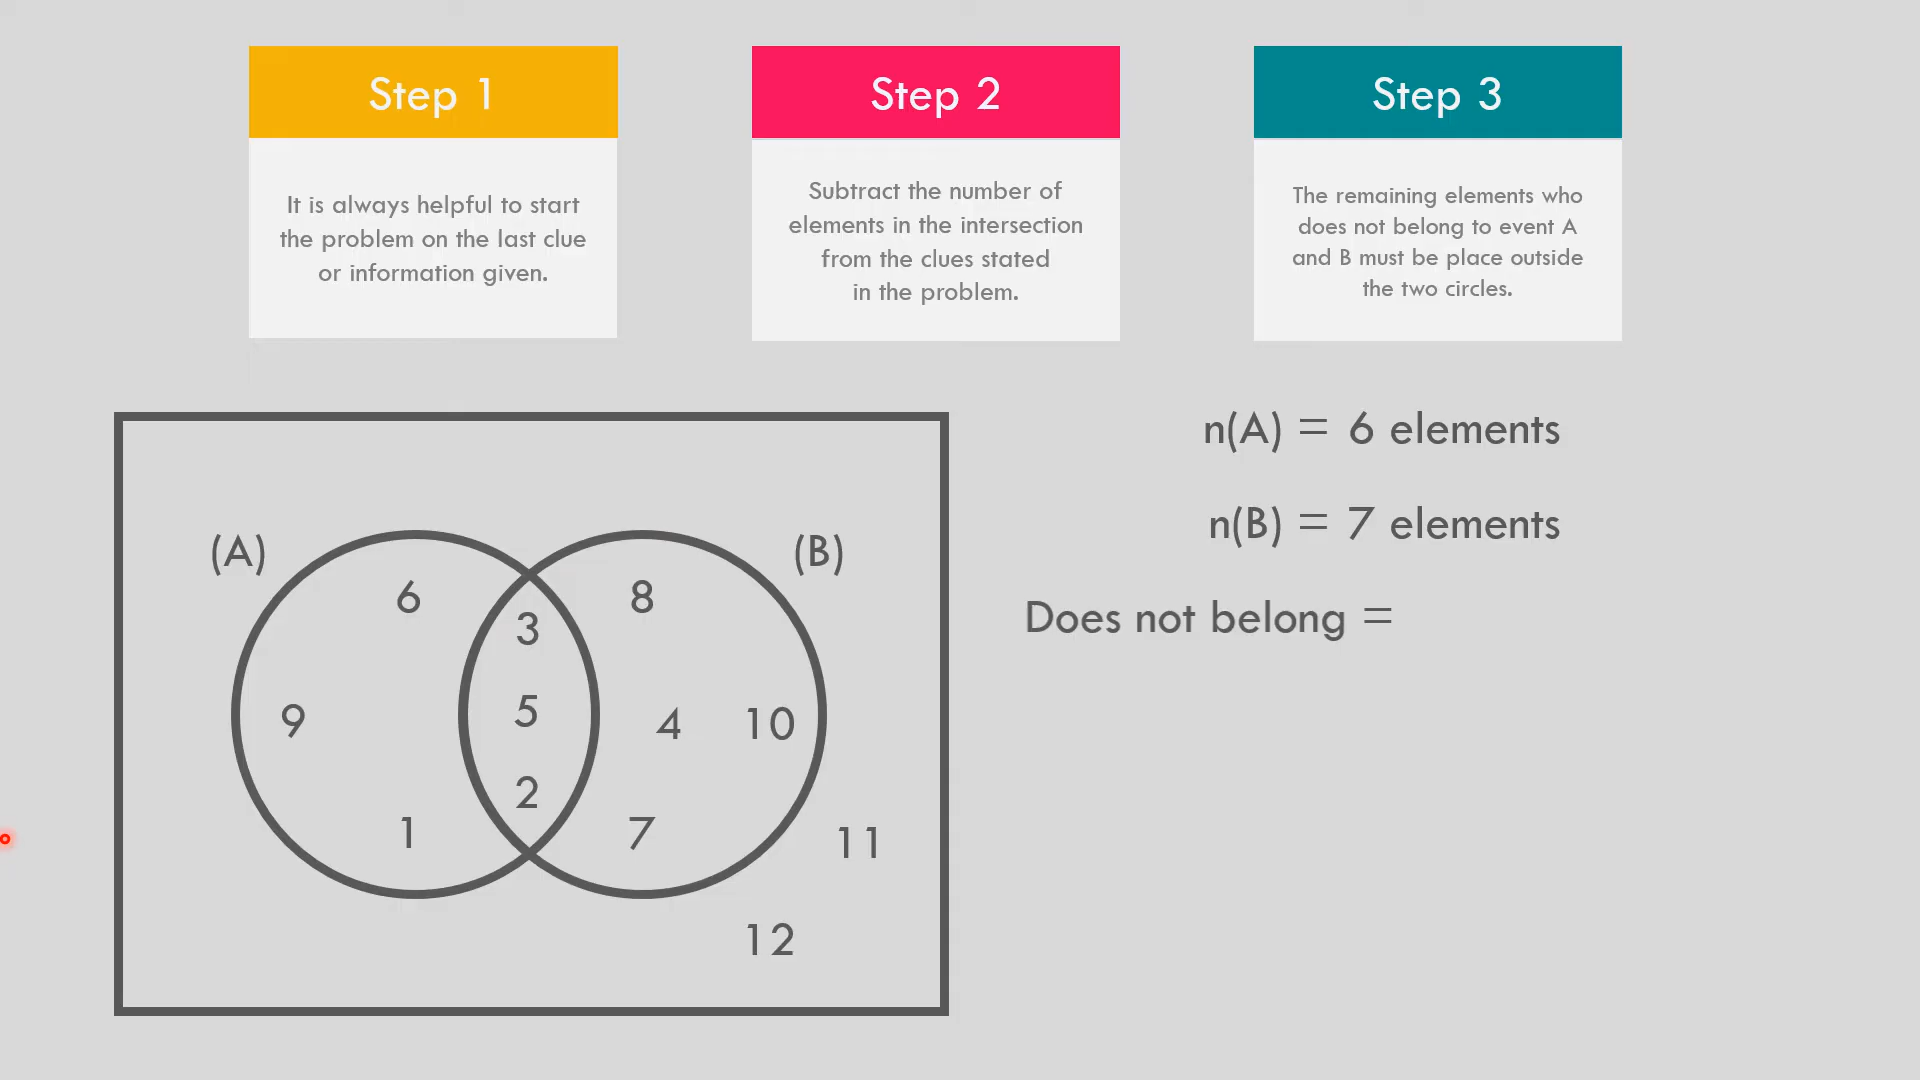 Step 1
It is always helpful to start
the problem on the last clue
or information given.
Step 2
Subtract the number of
elements in the intersection
from the clues stated
in the problem.
Step 3
The remaining elements who
does not belong to event A
and B must be place outside
the two circles.
(A)
(B)
6
8
3
9
5
4
10
2
1
7
11
12
n(A) = 6 elements
n(B) = 7 elements
Does not belong =